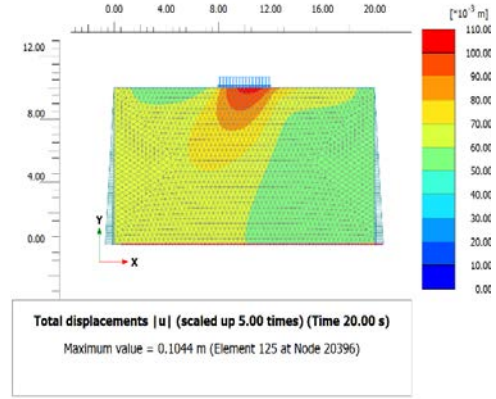 0.00 4.00 8.00 12.00 16.00 20.00
[*10⁻³ m]
12.00
8.00
4.00
0.00
Y
X
110.00
100.00
90.00
80.00
70.00
60.00
50.00
40.00
30.00
20.00
10.00
0.00
Total displacements |u| (scaled up 5.00 times) (Time 20.00 s)
Maximum value = 0.1044 m (Element 125 at Node 20396)